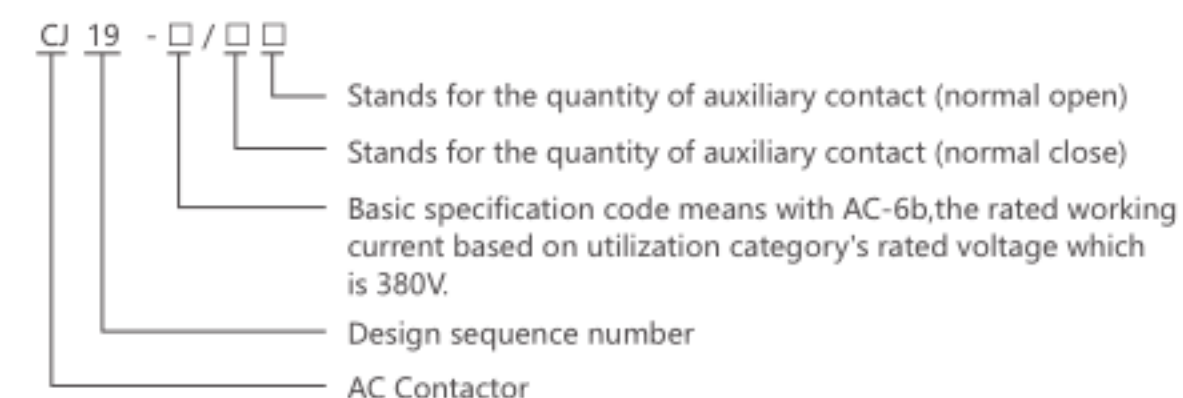 CJ 19 - □ / □ □
Stands for the quantity of auxiliary contact (normal open)
Stands for the quantity of auxiliary contact (normal close)
Basic specification code means with AC-6b,the rated working
current based on utilization category's rated voltage which
is 380V.
Design sequence number
AC Contactor